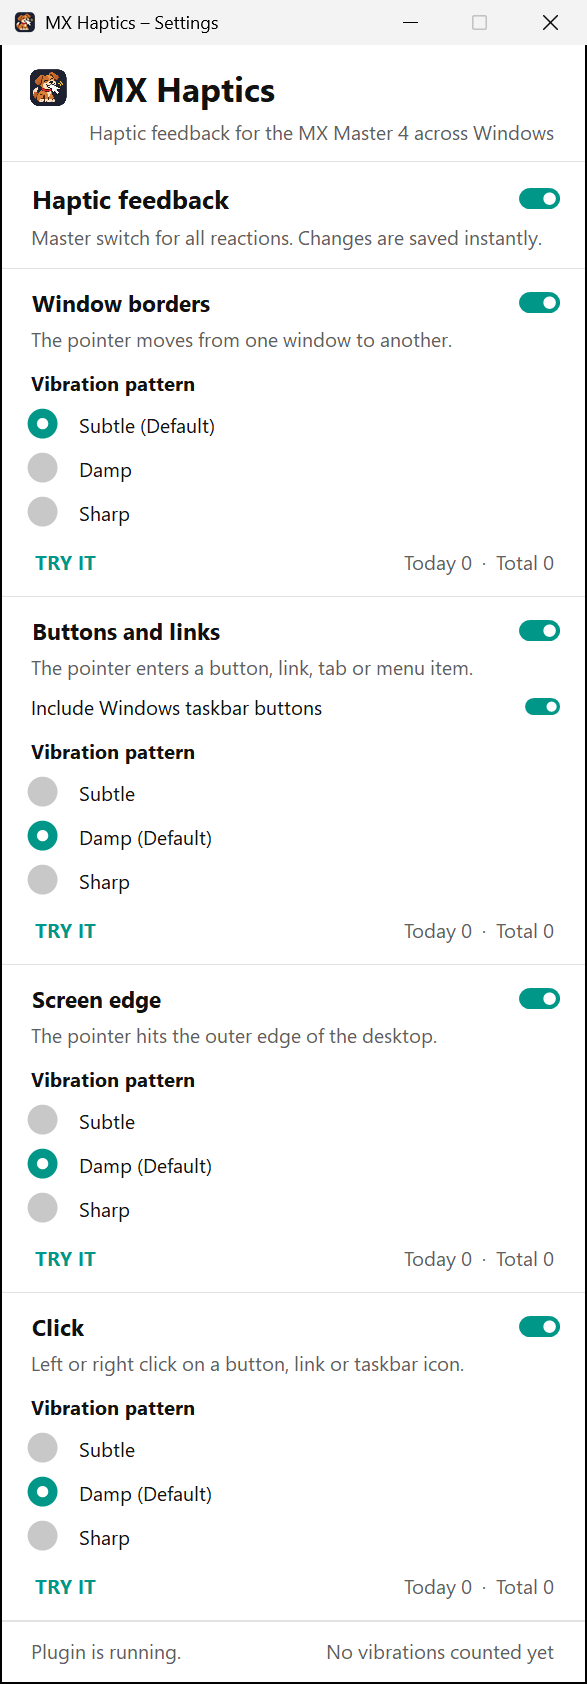 MX Haptics – Settings
MX Haptics
Haptic feedback for the MX Master 4 across Windows
Haptic feedback
Master switch for all reactions. Changes are saved instantly.
Window borders
The pointer moves from one window to another.
Vibration pattern
Subtle (Default)
Damp
Sharp
TRY IT Today 0 · Total 0
Buttons and links
The pointer enters a button, link, tab or menu item.
Include Windows taskbar buttons
Vibration pattern
Subtle
Damp (Default)
Sharp
TRY IT Today 0 · Total 0
Screen edge
The pointer hits the outer edge of the desktop.
Vibration pattern
Subtle
Damp (Default)
Sharp
TRY IT Today 0 · Total 0
Click
Left or right click on a button, link or taskbar icon.
Vibration pattern
Subtle
Damp (Default)
Sharp
TRY IT Today 0 · Total 0
Plugin is running. No vibrations counted yet